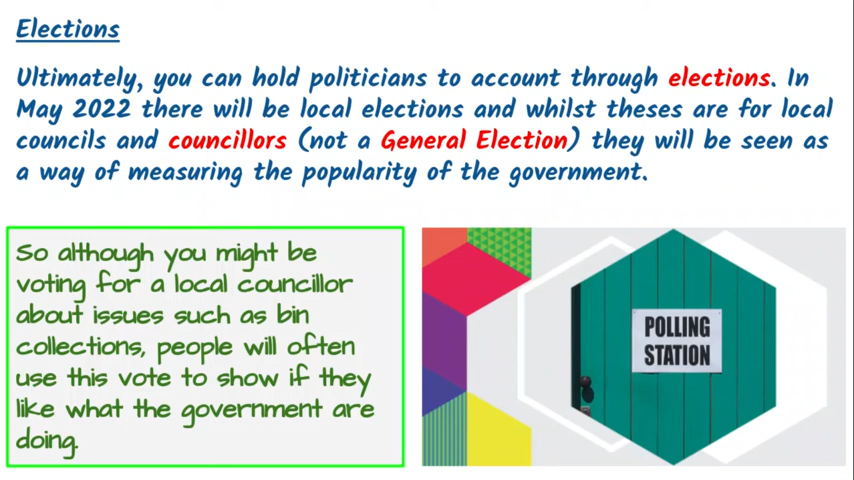 Elections
Ultimately, you can hold politicians to account through elections. In
May 2022 there will be local elections and whilst theses are for local
councils and councillors (not a General Election) they will be seen as
a way of measuring the popularity of the government.
So although you might be
voting for a local councillor
about issues such as bin
collections, people will often
use this vote to show if they
like what the government are
doing.
POLLING
STATION